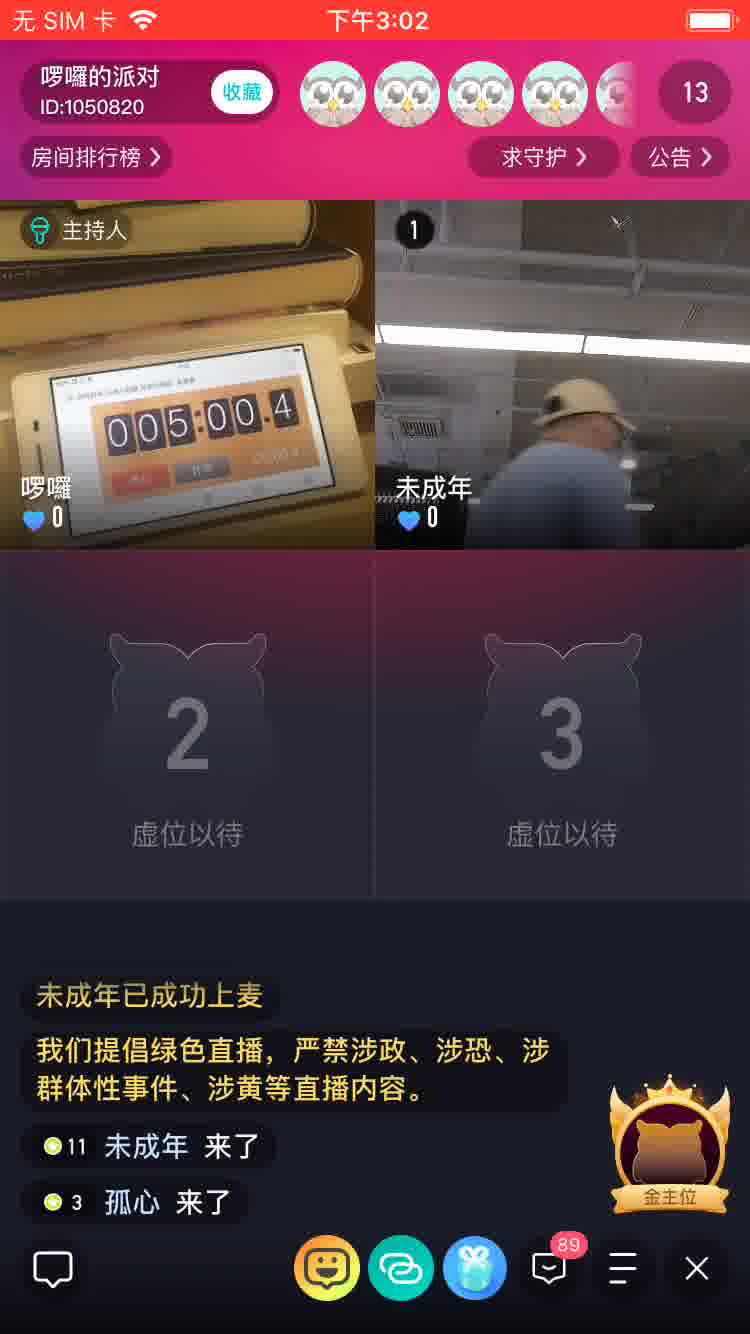 无 SIM 卡
下午3:02
啰囉的派对
ID:1050820
收藏
13
房间排行榜
求守护
公告
主持人
1
005:00.4
啰囉
0
未成年
0
2
3
虚位以待
虚位以待
未成年已成功上麦
我们提倡绿色直播，严禁涉政、涉恐、涉
群体性事件、涉黄等直播内容。
11 未成年 来了
3 孤心 来了
金主位
89